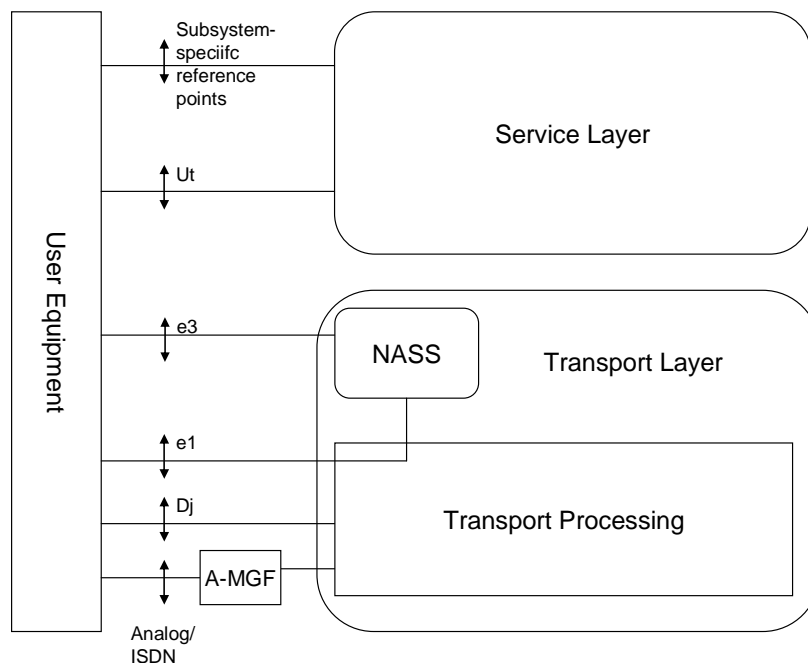 Subsystem-
speciifc
reference
points
Service Layer
Ut
User Equipment
e3
NASS
Transport Layer
e1
Dj
Transport Processing
A-MGF
Analog/
ISDN